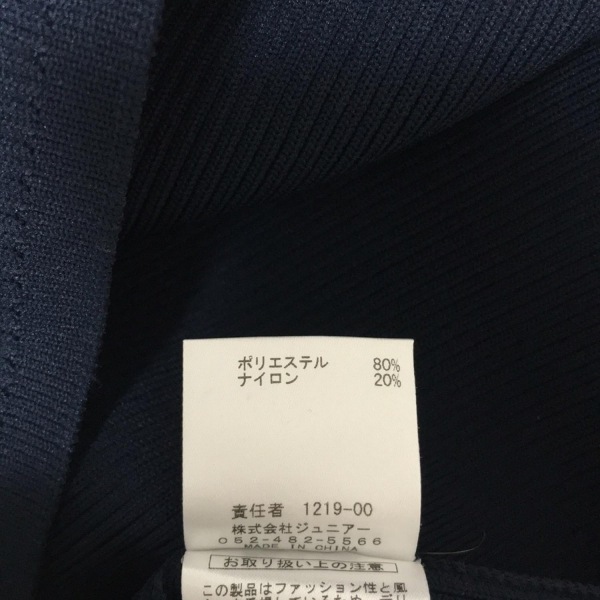 ポリエステル 80%
ナイロン 20%
責任者 1219-00
株式会社ジュニアー
052-482-5566
MADE IN CHINA
お取り扱い上の注意
この製品はファッション性と風